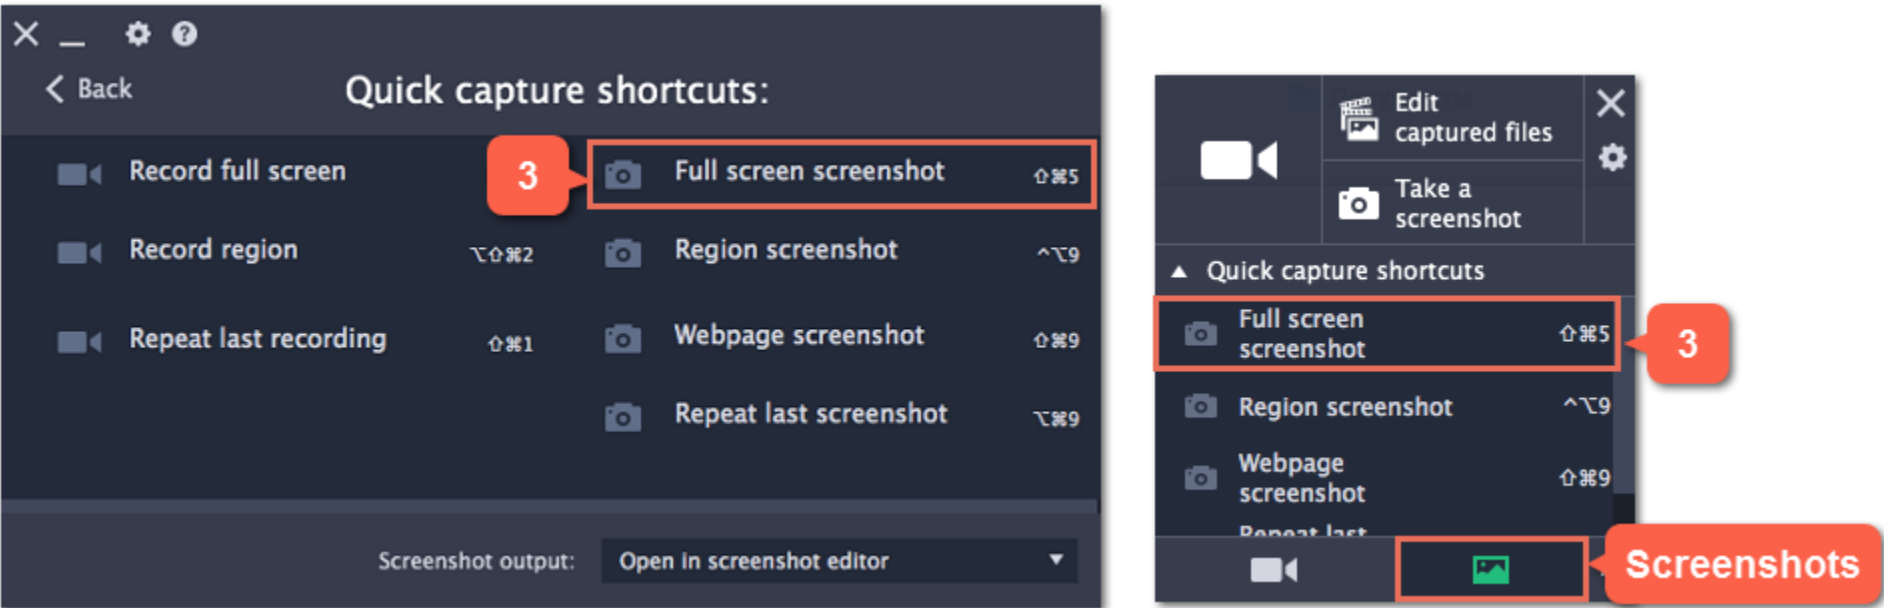 Back
Quick capture shortcuts:
Record full screen
3
Full screen screenshot ⇧⌘5
Record region ⌥⇧⌘2
Region screenshot ^⌥9
Repeat last recording ⇧⌘1
Webpage screenshot ⇧⌘9
Repeat last screenshot ⌥⌘9
Screenshot output: Open in screenshot editor
Edit
captured files
Take a
screenshot
Quick capture shortcuts
Full screen
screenshot ⇧⌘5
3
Region screenshot ^⌥9
Webpage
screenshot ⇧⌘9
Repeat last
Screenshots